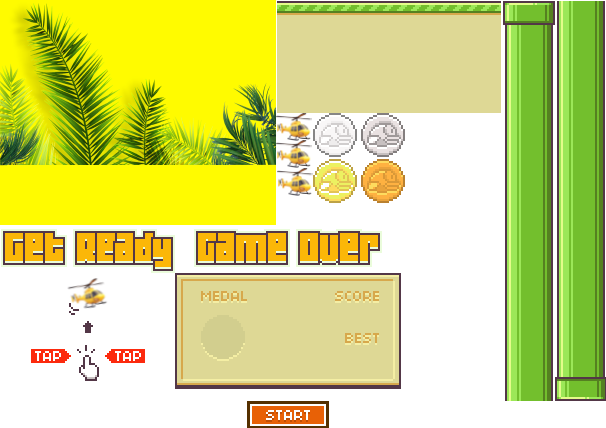 Get Ready
Game Over
MEDAL SCORE
BEST
TAP TAP
START